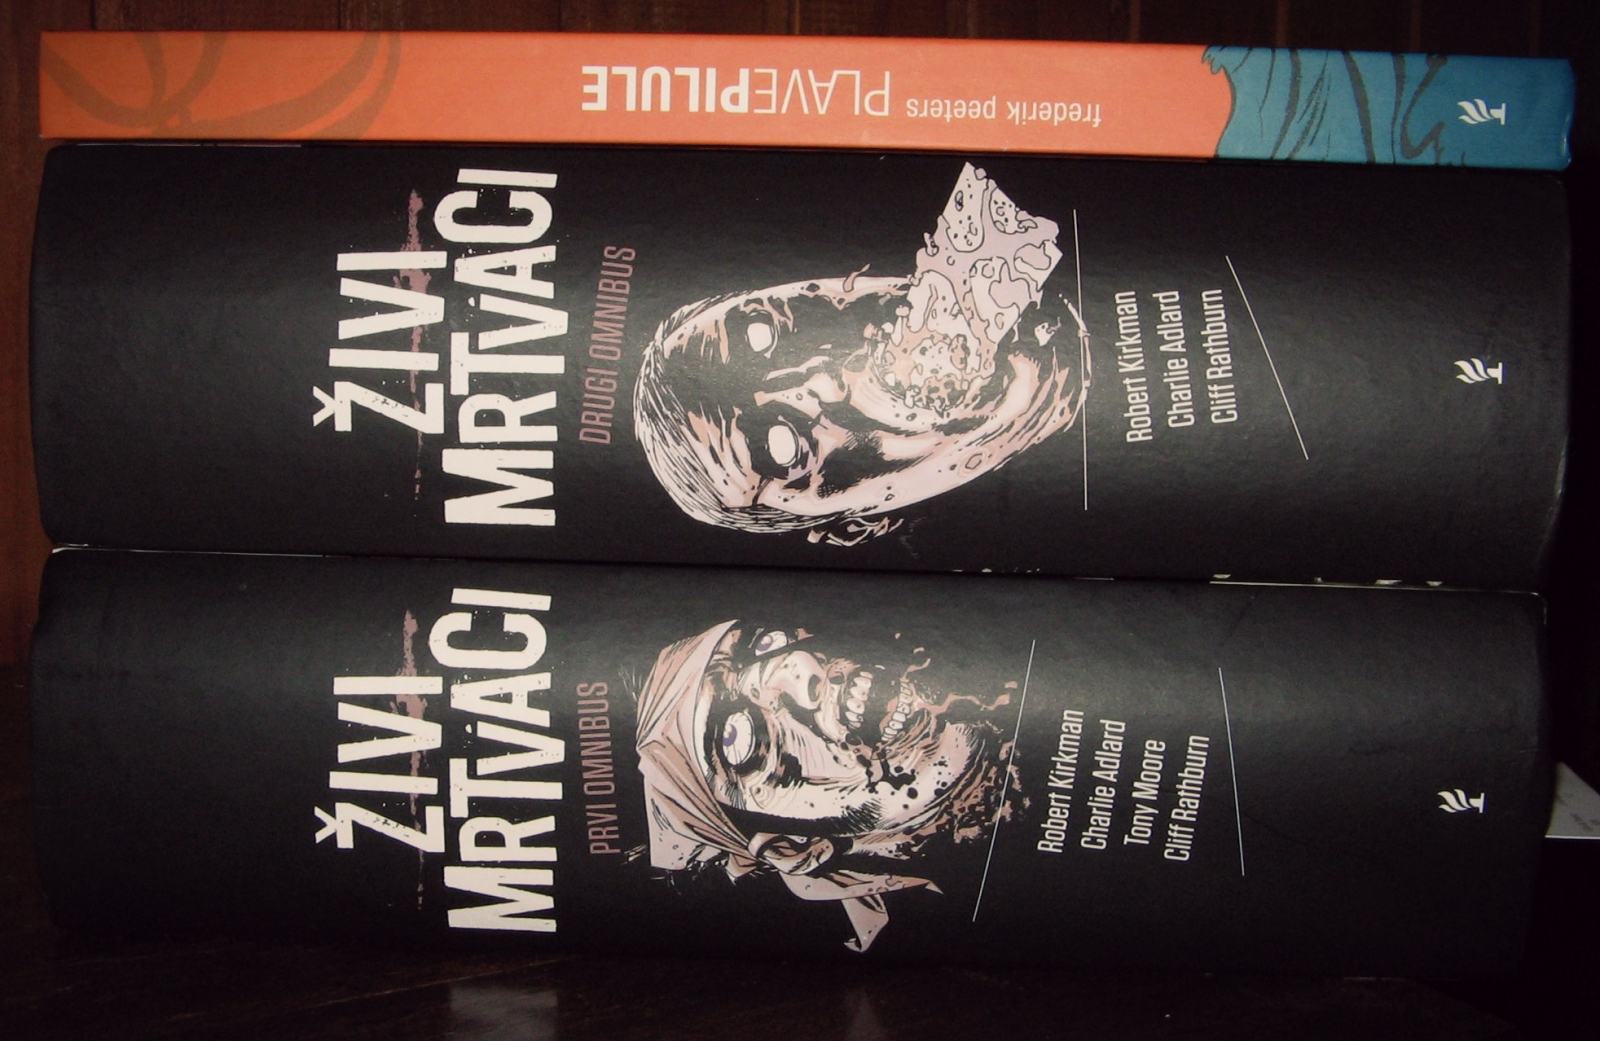 frederik peeters PLAVEPILULE
ŽIVI
MRTVACI
DRUGI OMNIBUS
Robert Kirkman
Charlie Adlard
Cliff Rathburn
ŽIVI
MRTVACI
PRVI OMNIBUS
Robert Kirkman
Charlie Adlard
Tony Moore
Cliff Rathburn